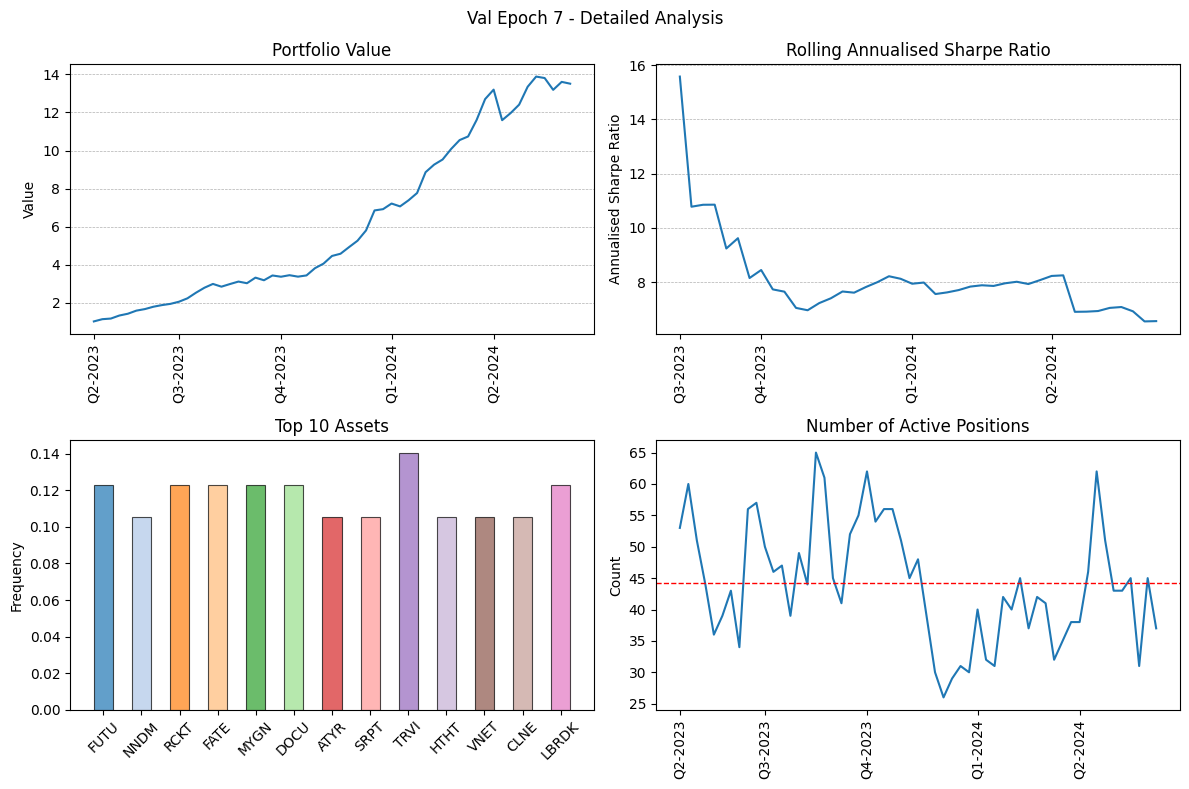 Val Epoch 7 - Detailed Analysis
Portfolio Value
Value
14
12
10
8
6
4
2
Q2-2023
Q3-2023
Q4-2023
Q1-2024
Q2-2024
Rolling Annualised Sharpe Ratio
Annualised Sharpe Ratio
16
14
12
10
8
Q3-2023
Q4-2023
Q1-2024
Q2-2024
Top 10 Assets
Frequency
0.14
0.12
0.10
0.08
0.06
0.04
0.02
0.00
FUTU
NNDM
RCKT
FATE
MYGN
DOCU
ATYR
SRPT
TRVI
HTHT
VNET
CLNE
LBRDK
Number of Active Positions
Count
65
60
55
50
45
40
35
30
25
Q2-2023
Q3-2023
Q4-2023
Q1-2024
Q2-2024